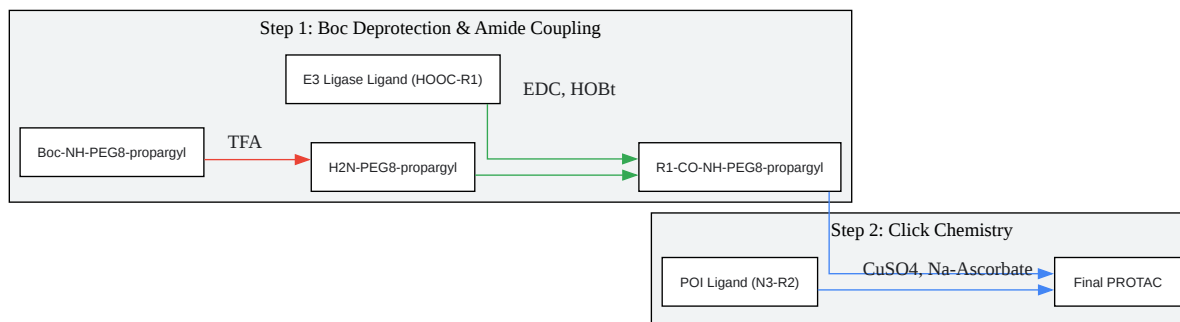 Step 1: Boc Deprotection & Amide Coupling
E3 Ligase Ligand (HOOC-R1)
EDC, HOBt
Boc-NH-PEG8-propargyl
TFA
H2N-PEG8-propargyl
R1-CO-NH-PEG8-propargyl
Step 2: Click Chemistry
CuSO4, Na-Ascorbate
POI Ligand (N3-R2)
Final PROTAC